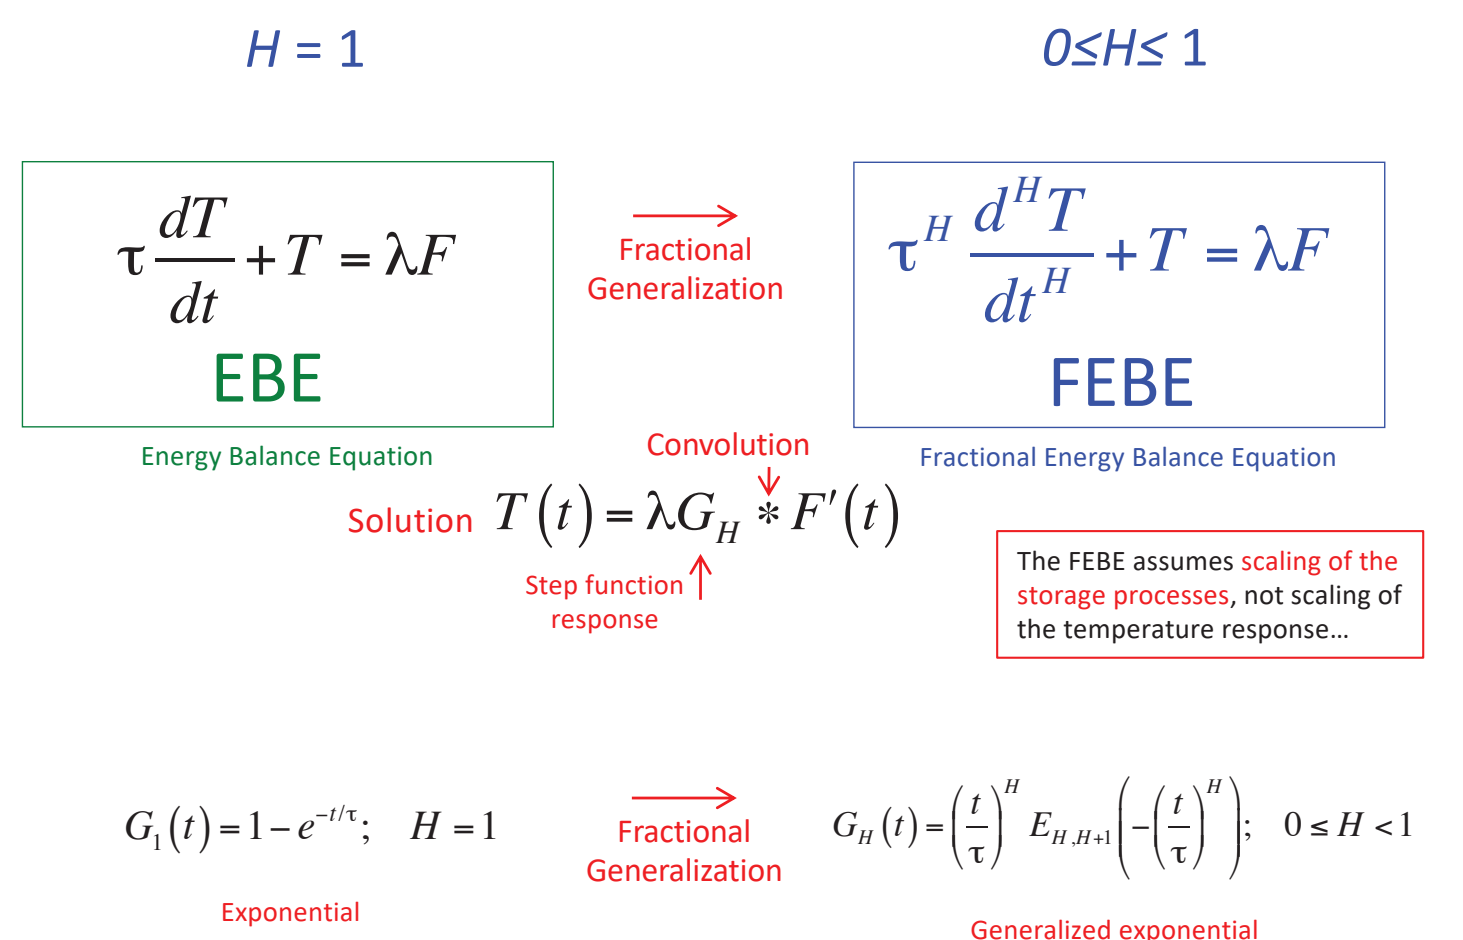 H = 1
0≤H≤ 1
τ dT/dt + T = λF
EBE
Energy Balance Equation
→
Fractional
Generalization
τ^H d^H T/dt^H + T = λF
FEBE
Fractional Energy Balance Equation
Convolution
↓
Solution T(t) = λG_H * F′(t)
Step function ↑
response
The FEBE assumes scaling of the
storage processes, not scaling of
the temperature response…
G_1(t) = 1 − e^{−t/τ}; H = 1
Exponential
→
Fractional
Generalization
G_H(t) = (t/τ)^H E_{H,H+1}(−(t/τ)^H); 0 ≤ H < 1
Generalized exponential